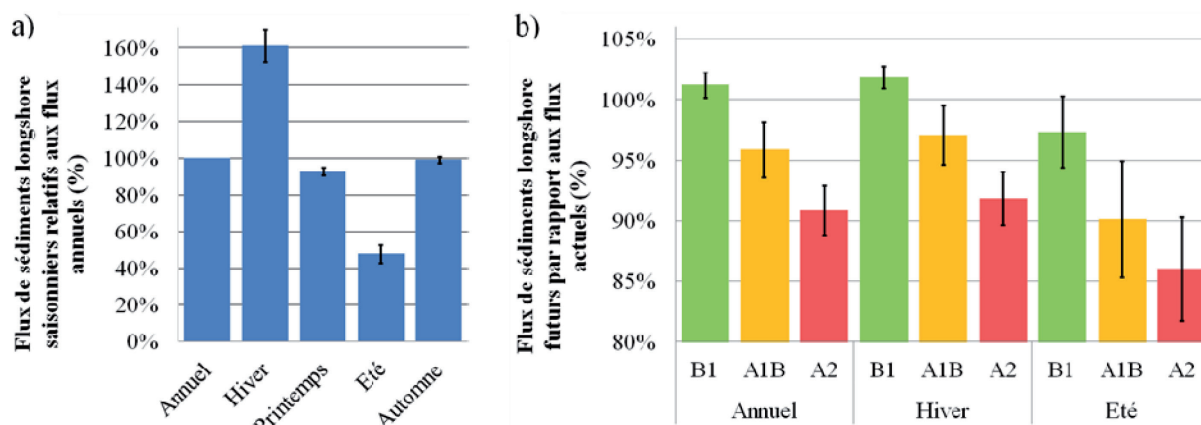 a)
Flux de sédiments longshore
saisonniers relatifs aux flux
annuels (%)
160%
140%
120%
100%
80%
60%
40%
20%
0%
Annuel
Hiver
Printemps
Eté
Automne
b)
Flux de sédiments longshore
futurs par rapport aux flux
actuels (%)
105%
100%
95%
90%
85%
80%
B1 A1B A2 B1 A1B A2 B1 A1B A2
Annuel Hiver Eté